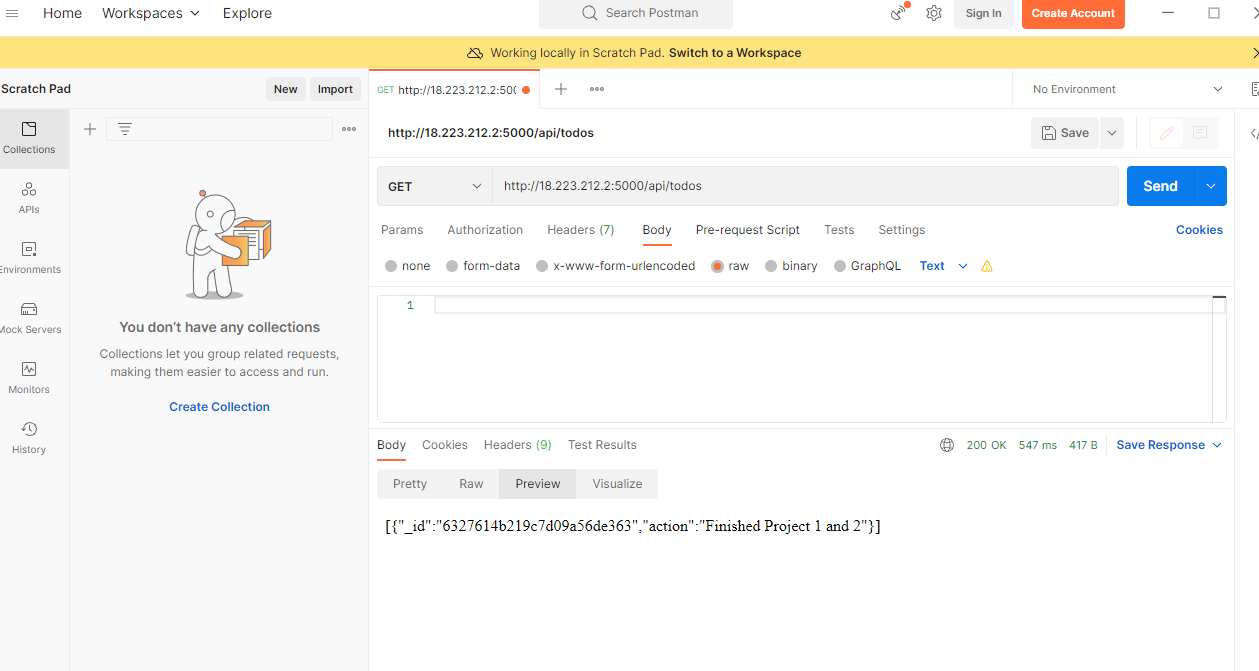 Home Workspaces Explore Search Postman Sign In Create Account
Working locally in Scratch Pad. Switch to a Workspace
Scratch Pad New Import
GET http://18.223.212.2:500
No Environment
Collections
APIs
Environments
Mock Servers
Monitors
History
You don't have any collections
Collections let you group related requests,
making them easier to access and run.
Create Collection
http://18.223.212.2:5000/api/todos Save
GET http://18.223.212.2:5000/api/todos Send
Params Authorization Headers (7) Body Pre-request Script Tests Settings Cookies
none form-data x-www-form-urlencoded raw binary GraphQL Text
1
Body Cookies Headers (9) Test Results 200 OK 547 ms 417 B Save Response
Pretty Raw Preview Visualize
[{"_id":"6327614b219c7d09a56de363","action":"Finished Project 1 and 2"}]